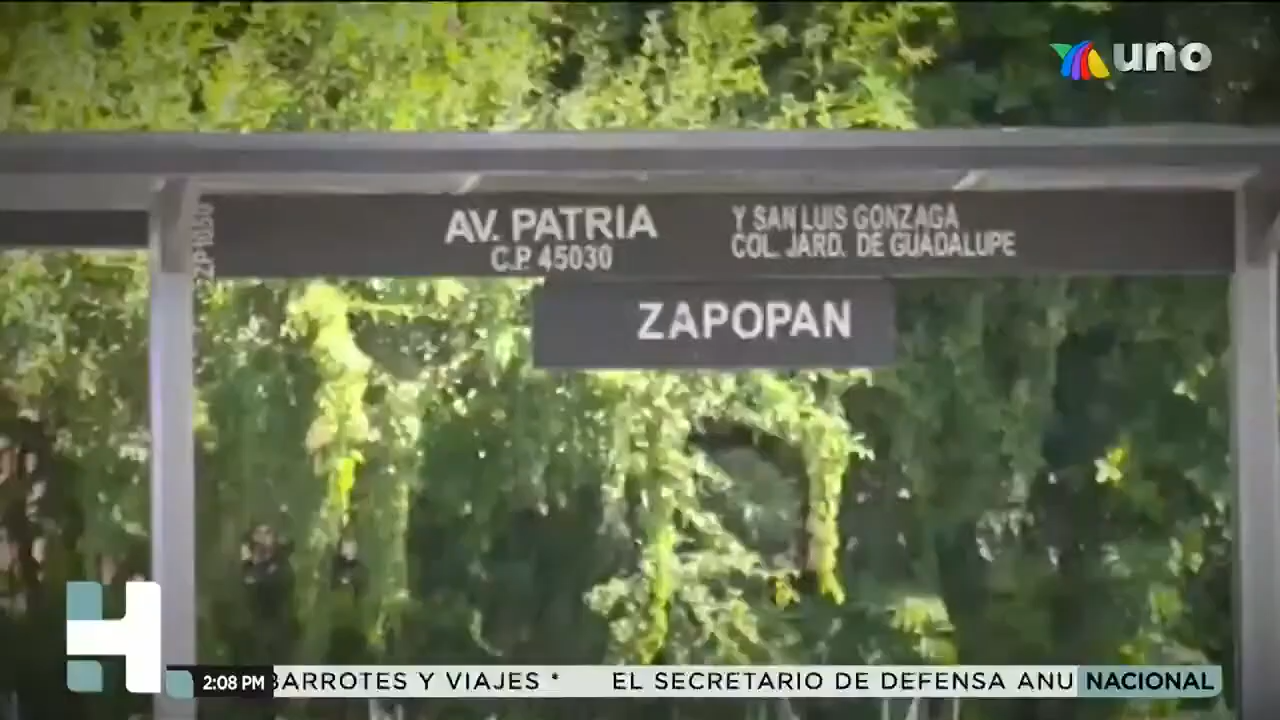 uno
AV. PATRIA
C.P. 45030
Y SAN LUIS GONZAGA
COL. JARD. DE GUADALUPE
ZAPOPAN
H
2:08 PM
BARROTES Y VIAJES * EL SECRETARIO DE DEFENSA ANU
NACIONAL